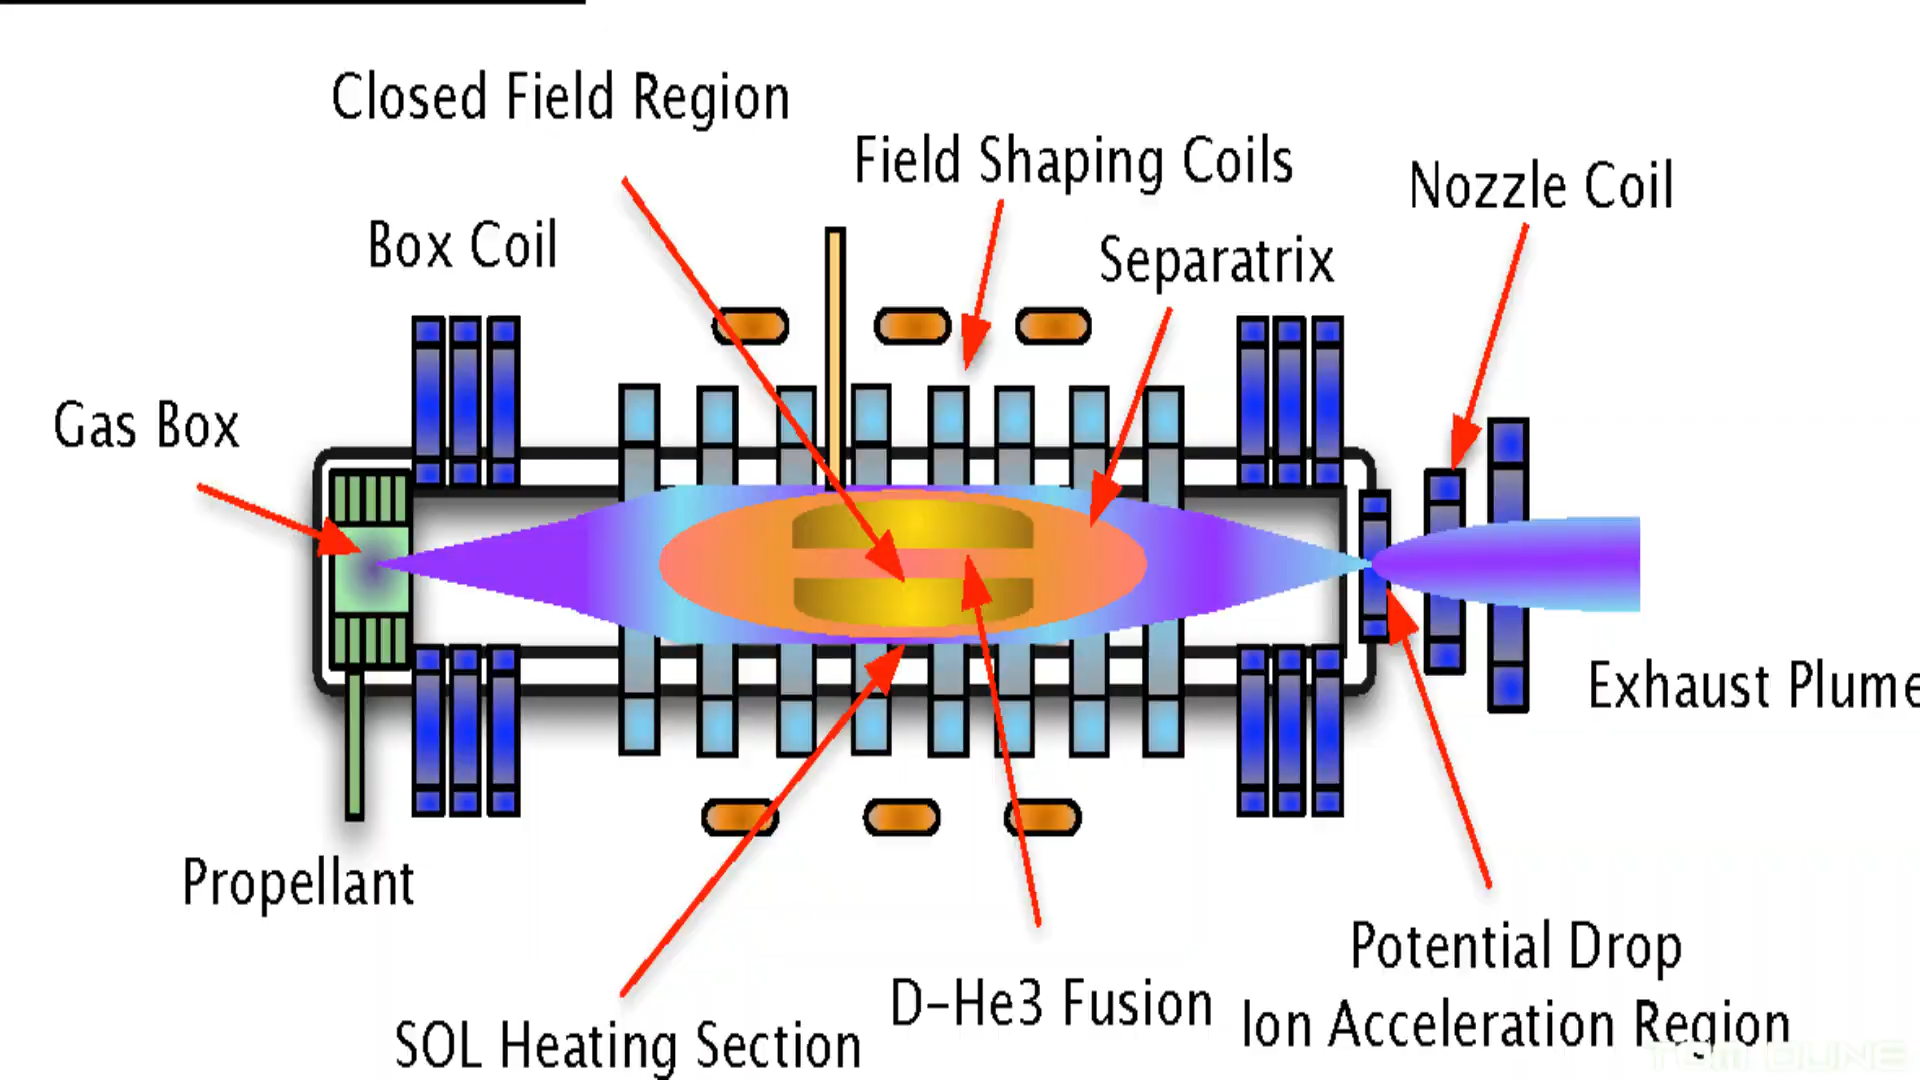 Closed Field Region
Field Shaping Coils
Nozzle Coil
Box Coil
Separatrix
Gas Box
Exhaust Plume
Propellant
Potential Drop
D-He3 Fusion
Ion Acceleration Region
SOL Heating Section